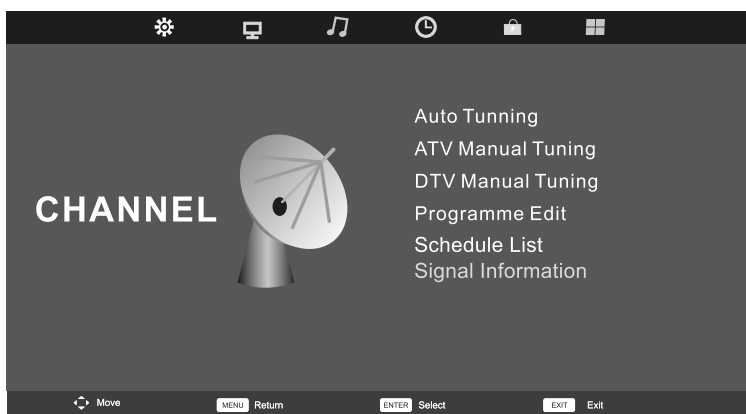 CHANNEL
Auto Tunning
ATV Manual Tuning
DTV Manual Tuning
Programme Edit
Schedule List
Signal Information
Move MENU Return ENTER Select EXIT Exit